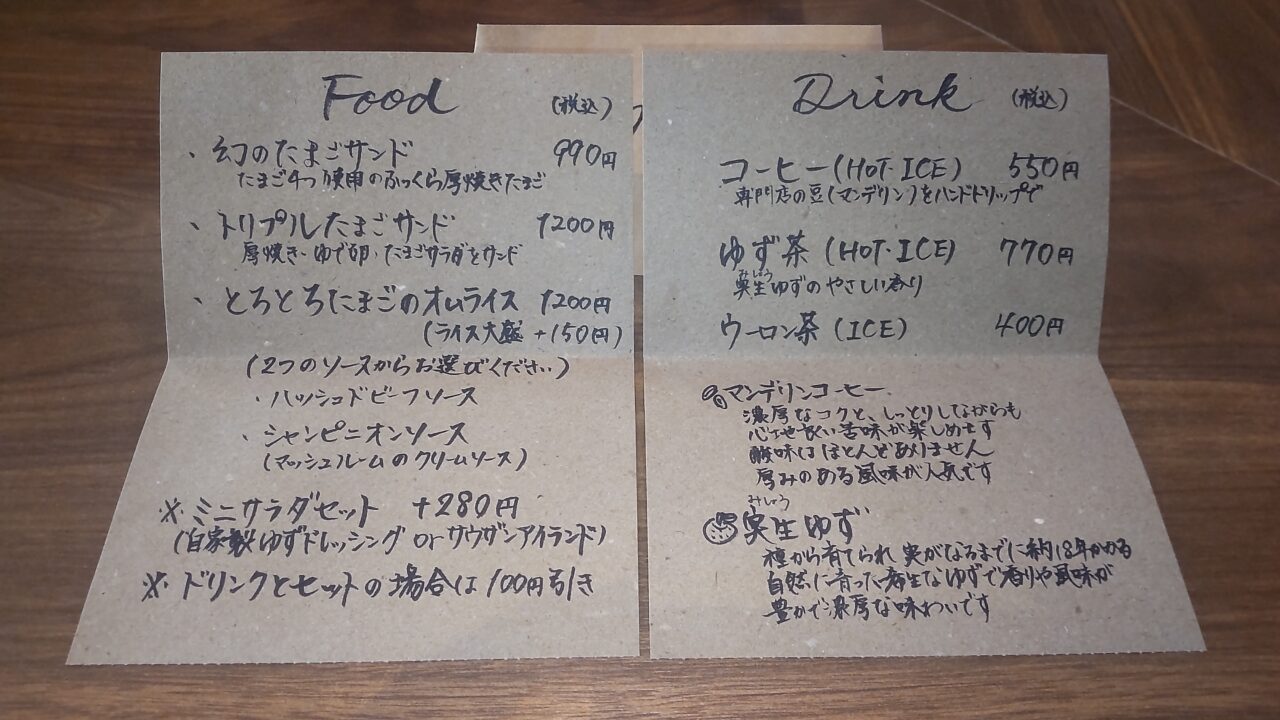 Food (税込)
・幻のたまごサンド 990円
たまご4つ使用のふっくら厚焼きたまご
・トリプルたまごサンド 1200円
厚焼き・ゆで卵・たまごサラダをサンド
・とろとろたまごのオムライス 1200円
(ライス大盛 +150円)
(2つのソースからお選びください)
・ハッシュドビーフソース
・シャンピニオンソース
(マッシュルームのクリームソース)
※ミニサラダセット +280円
(自家製ゆずドレッシング or サウザンアイランド)
※ドリンクとセットの場合は100円引き
Drink (税込)
コーヒー(HOT・ICE) 550円
専門店の豆(マンデリン)をハンドドリップで
ゆず茶(HOT・ICE) 770円
みしょう
実生ゆずのやさしい香り
ウーロン茶(ICE) 400円
マンデリンコーヒー
濃厚なコクと、しっとりしながらも
心地良い苦味が楽しめます
酸味はほとんどありません
厚みのある風味が人気です
みしょう
実生ゆず
種から育てられ実がなるまでに約18年かかる
自然に育った希生なゆずで香りや風味が
豊かで濃厚な味わいです